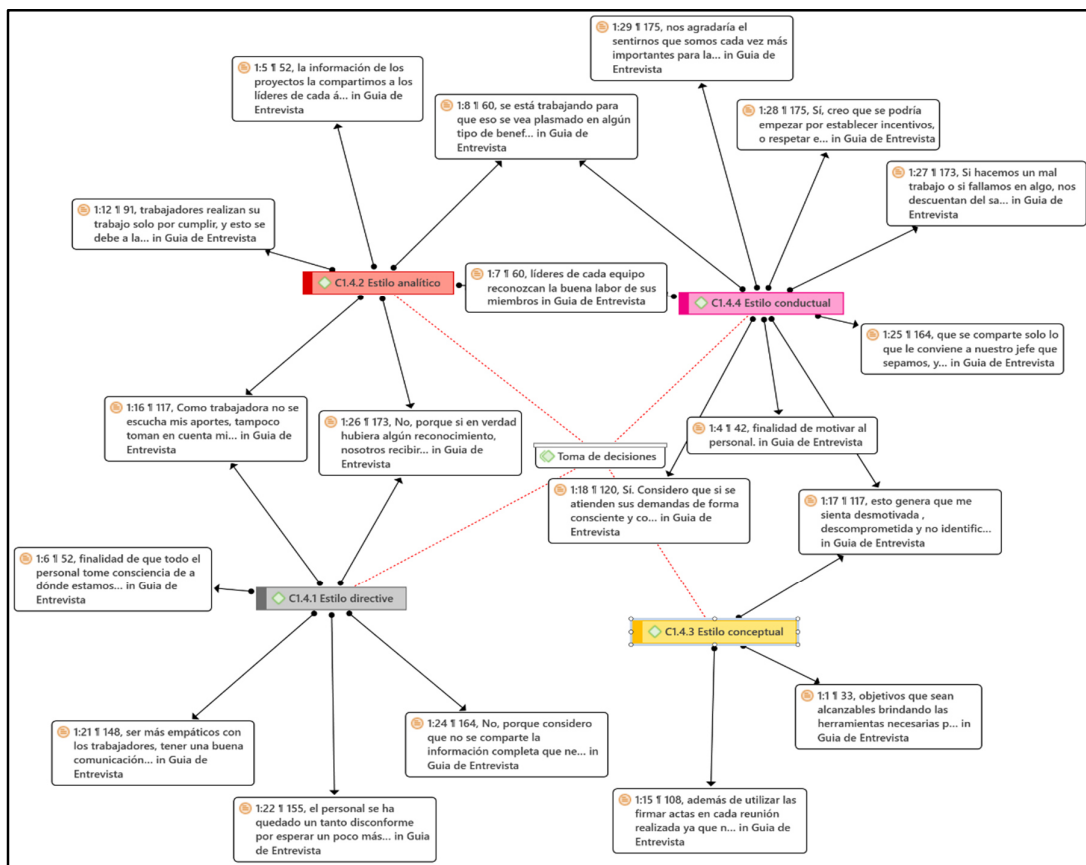 1:29 ¶ 175, nos agradaría el
sentirnos que somos cada vez más
importantes para la... in Guia de
Entrevista
1:5 ¶ 52, la información de los
proyectos la compartimos a los
líderes de cada á... in Guia de
Entrevista
1:8 ¶ 60, se está trabajando para
que eso se vea plasmado en algún
tipo de benef... in Guia de
Entrevista
1:28 ¶ 175, Sí, creo que se podría
empezar por establecer incentivos,
o respetar e... in Guia de
Entrevista
1:27 ¶ 173, Si hacemos un mal
trabajo o si fallamos en algo, nos
descuentan del sa... in Guia de
Entrevista
1:12 ¶ 91, trabajadores realizan su
trabajo solo por cumplir, y esto se
debe a la... in Guia de Entrevista
C1.4.2 Estilo analítico
1:7 ¶ 60, líderes de cada equipo
reconozcan la buena labor de sus
miembros in Guia de Entrevista
C1.4.4 Estilo conductual
1:25 ¶ 164, que se comparte solo lo
que le conviene a nuestro jefe que
sepamos, y... in Guia de Entrevista
1:16 ¶ 117, Como trabajadora no se
escucha mis aportes, tampoco
toman en cuenta mi... in Guia de
Entrevista
1:26 ¶ 173, No, porque si en verdad
hubiera algún reconocimiento,
nosotros recibir... in Guia de
Entrevista
1:4 ¶ 42, finalidad de motivar al
personal. in Guia de Entrevista
Toma de decisiones
1:18 ¶ 120, Sí. Considero que si se
atienden sus demandas de forma
consciente y co... in Guia de
Entrevista
1:17 ¶ 117, esto genera que me
sienta desmotivada ,
descomprometida y no identific...
in Guia de Entrevista
1:6 ¶ 52, finalidad de que todo el
personal tome consciencia de a
dónde estamos... in Guia de
Entrevista
C1.4.1 Estilo directive
C1.4.3 Estilo conceptual
1:21 ¶ 148, ser más empáticos con
los trabajadores, tener una buena
comunicación... in Guia de
Entrevista
1:24 ¶ 164, No, porque considero
que no se comparte la
información completa que ne... in
Guia de Entrevista
1:1 ¶ 33, objetivos que sean
alcanzables brindando las
herramientas necesarias p... in
Guia de Entrevista
1:22 ¶ 155, el personal se ha
quedado un tanto disconforme
por esperar un poco más... in Guia
de Entrevista
1:15 ¶ 108, además de utilizar las
firmar actas en cada reunión
realizada ya que n... in Guia de
Entrevista